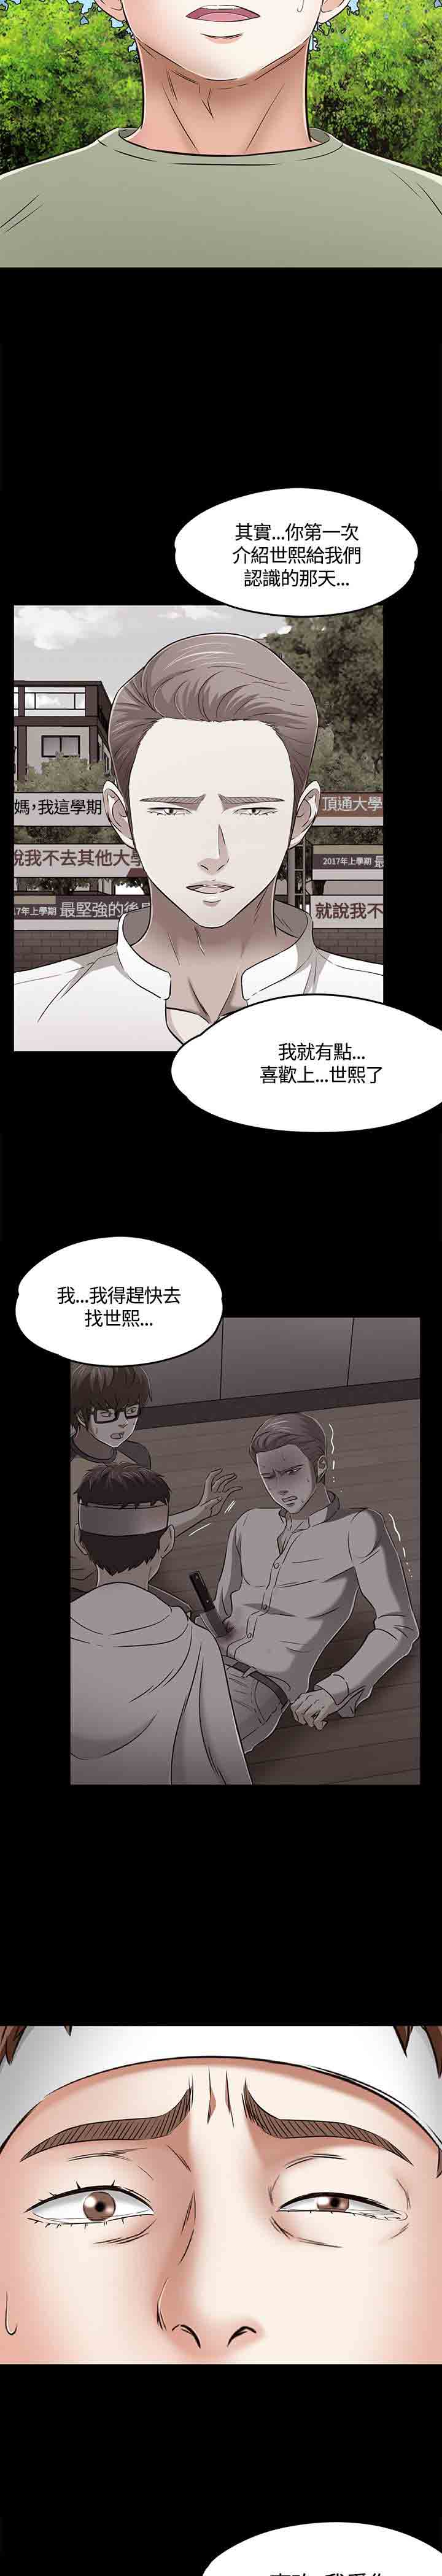 其實...你第一次
介紹世熙給我們
認識的那天...
媽,我這學期
頂通大學
說我不去其他大學
2017年上學期
17年上學期 最堅強的後
就說我不
我就有點...
喜歡上...世熙了
我...我得趕快去
找世熙...